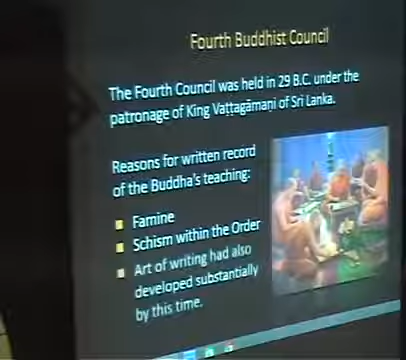 Fourth Buddhist Council
The Fourth Council was held in 29 B.C. under the
patronage of King Vaṭṭagāmaṇi of Sri Lanka.
Reasons for written record
of the Buddha's teaching:
Famine
Schism within the Order
Art of writing had also
developed substantially
by this time.